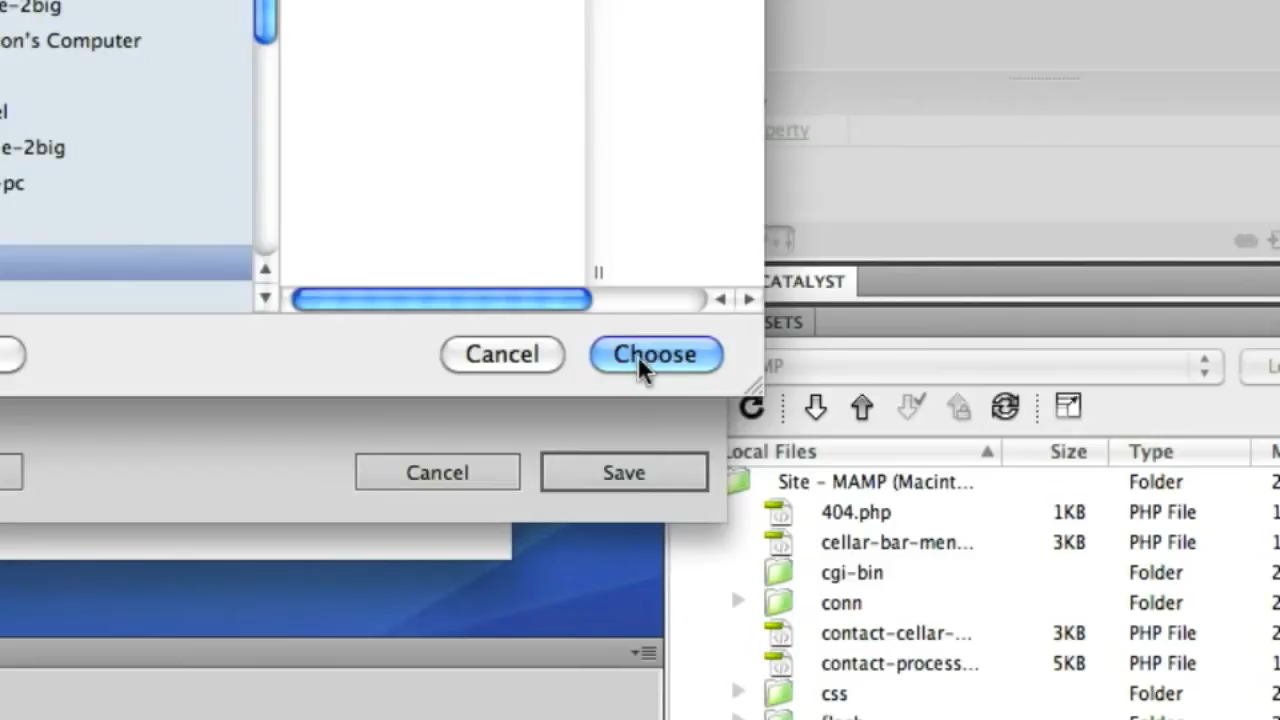 e-2big
on's Computer
el
e-2big
-pc
perty
CATALYST
SETS
Cancel
Choose
MP
Cancel
Save
Local Files
Size
Type
Site – MAMP (Macint...
Folder
404.php
1KB
PHP File
cellar-bar-men...
3KB
PHP File
cgi-bin
Folder
conn
Folder
contact-cellar-...
3KB
PHP File
contact-process...
5KB
PHP File
css
Folder